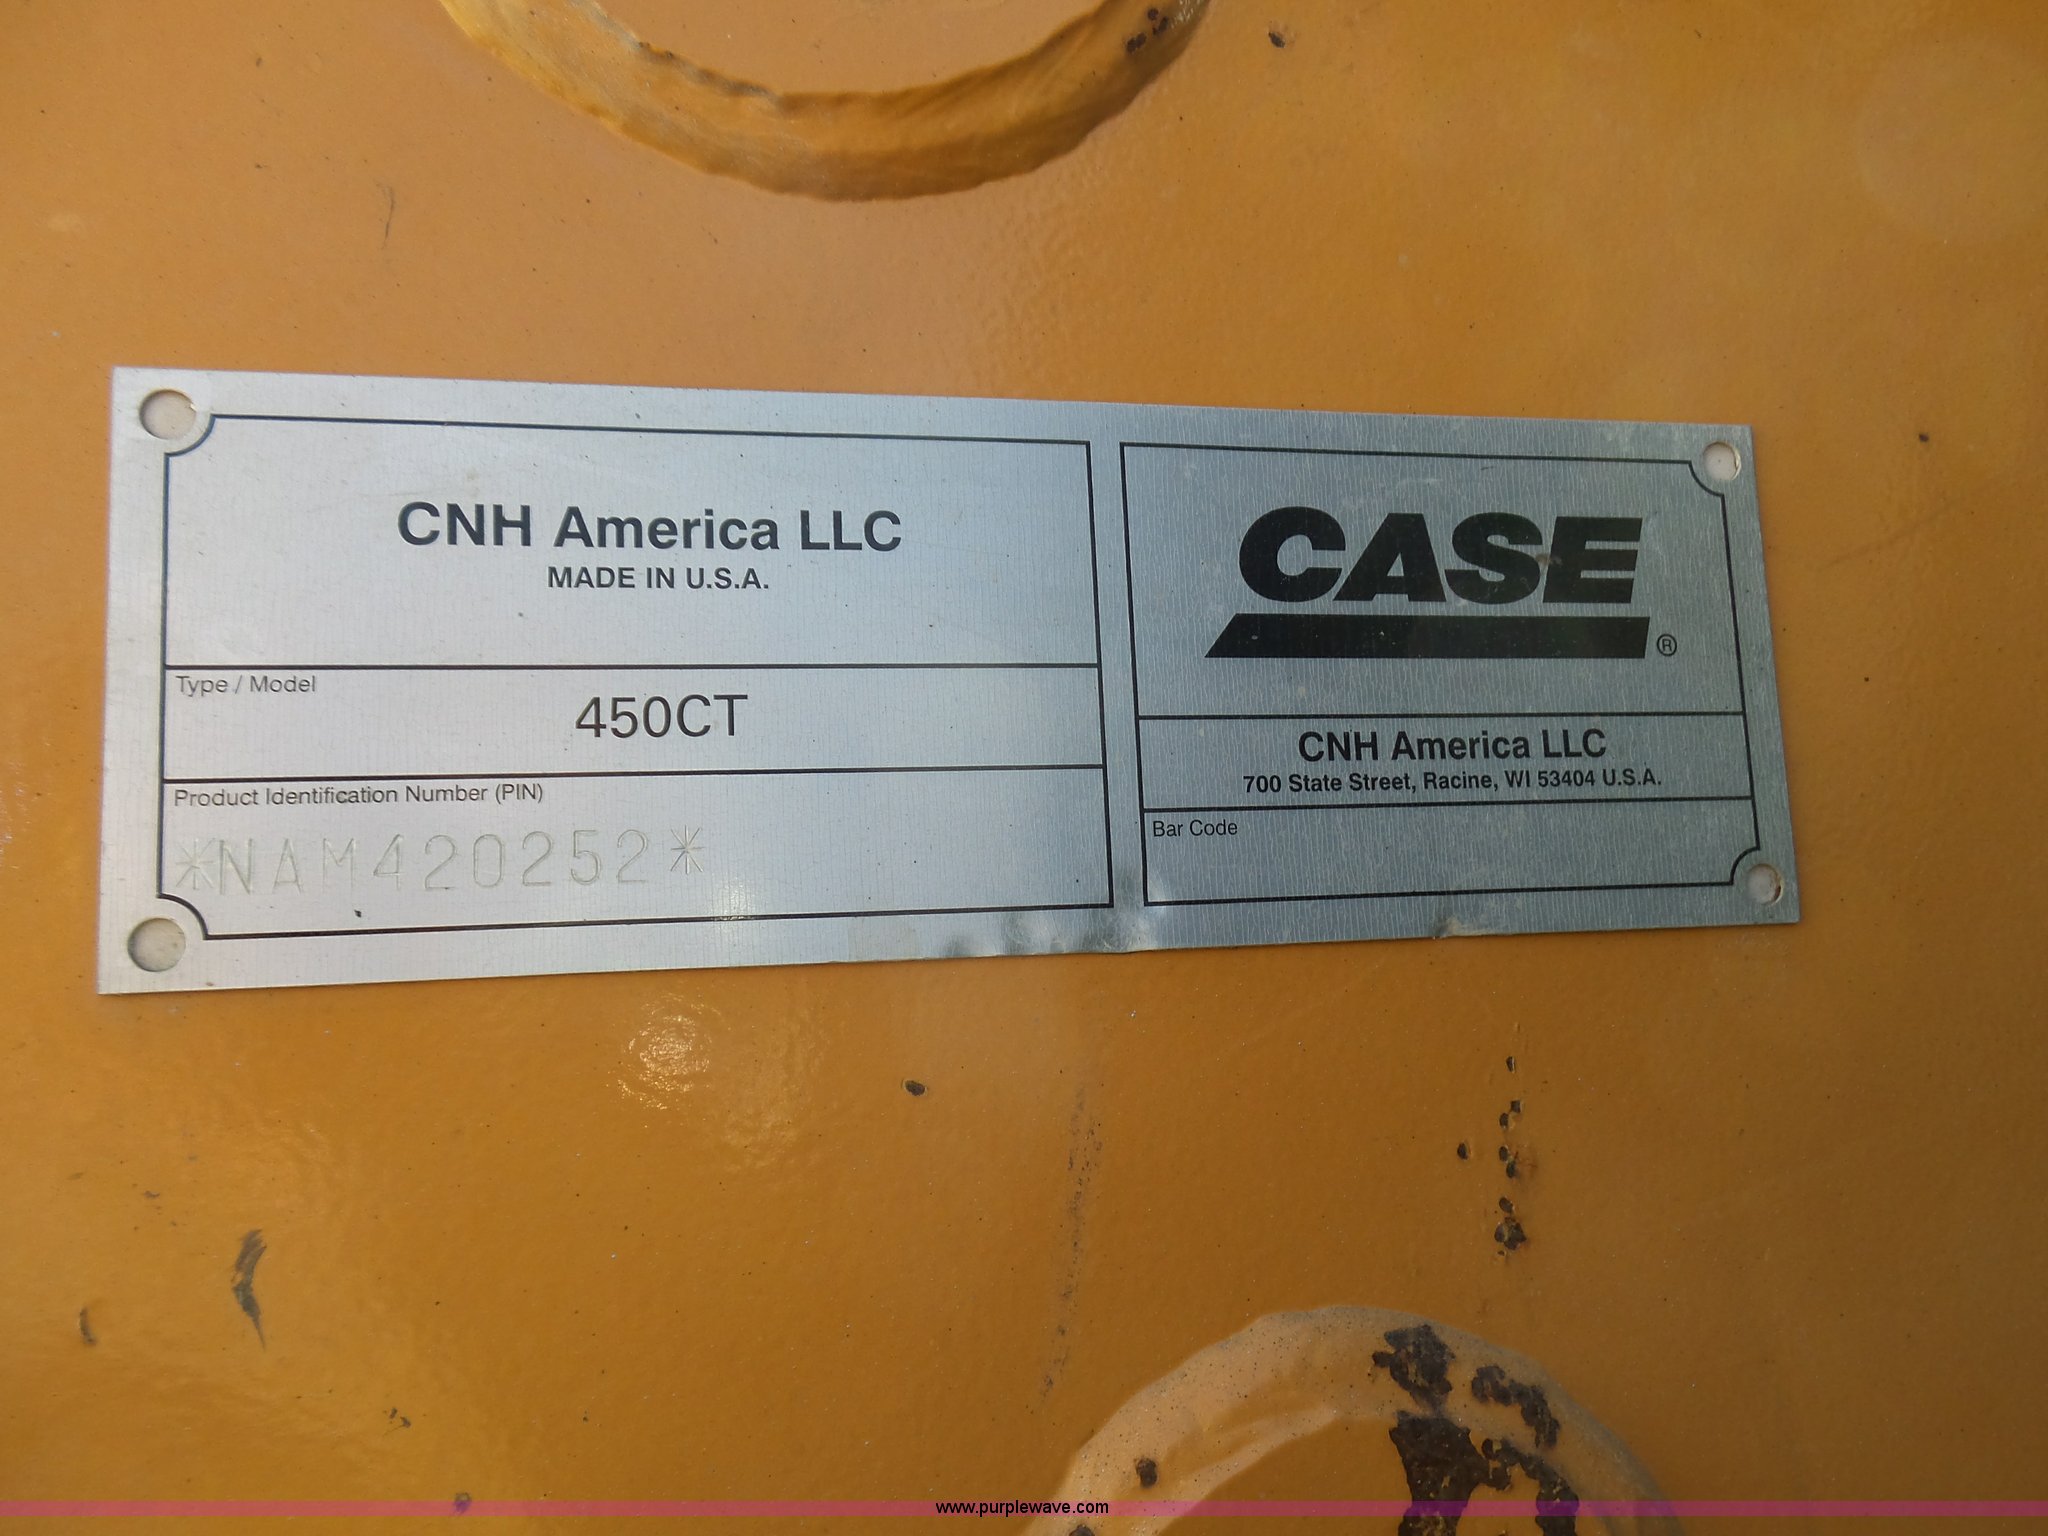 CNH America LLC
MADE IN U.S.A.
Type / Model
450CT
Product Identification Number (PIN)
*NAM420252*
CASE
®
CNH America LLC
700 State Street, Racine, WI 53404 U.S.A.
Bar Code
www.purplewave.com